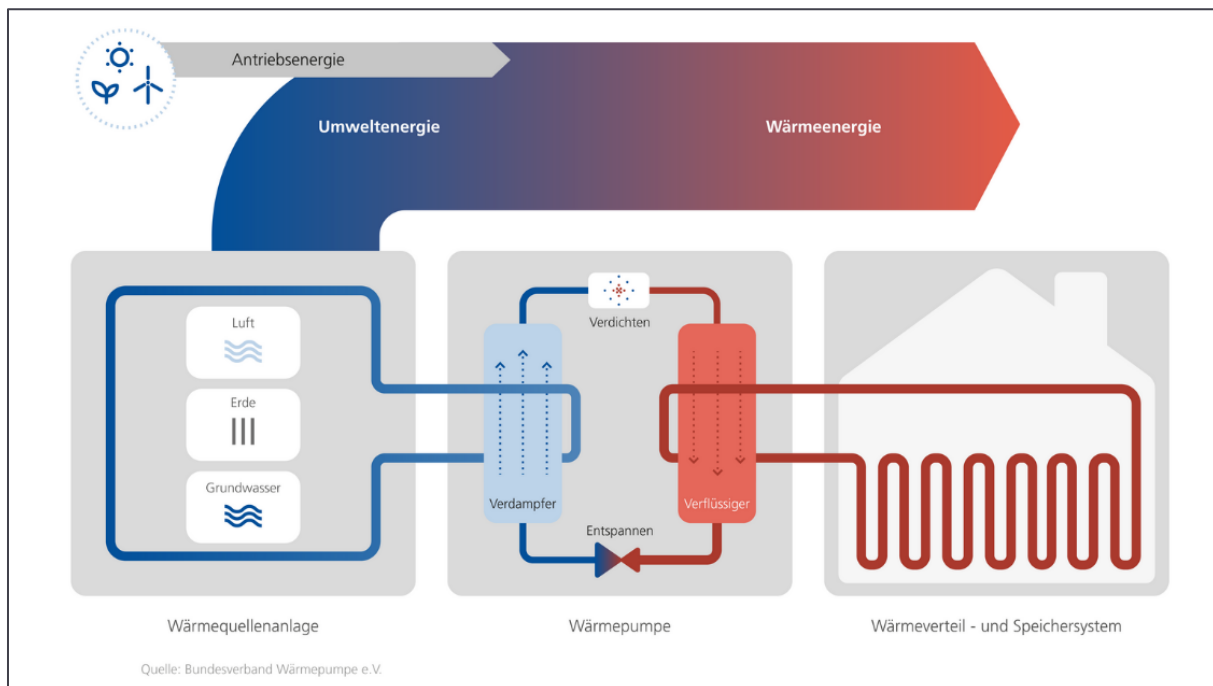 Antriebsenergie
Umweltenergie
Wärmeenergie
Luft
Erde
Grundwasser
Verdichten
Verdampfer
Verflüssiger
Entspannen
Wärmequellenanlage
Wärmepumpe
Wärmeverteil - und Speichersystem
Quelle: Bundesverband Wärmepumpe e.V.